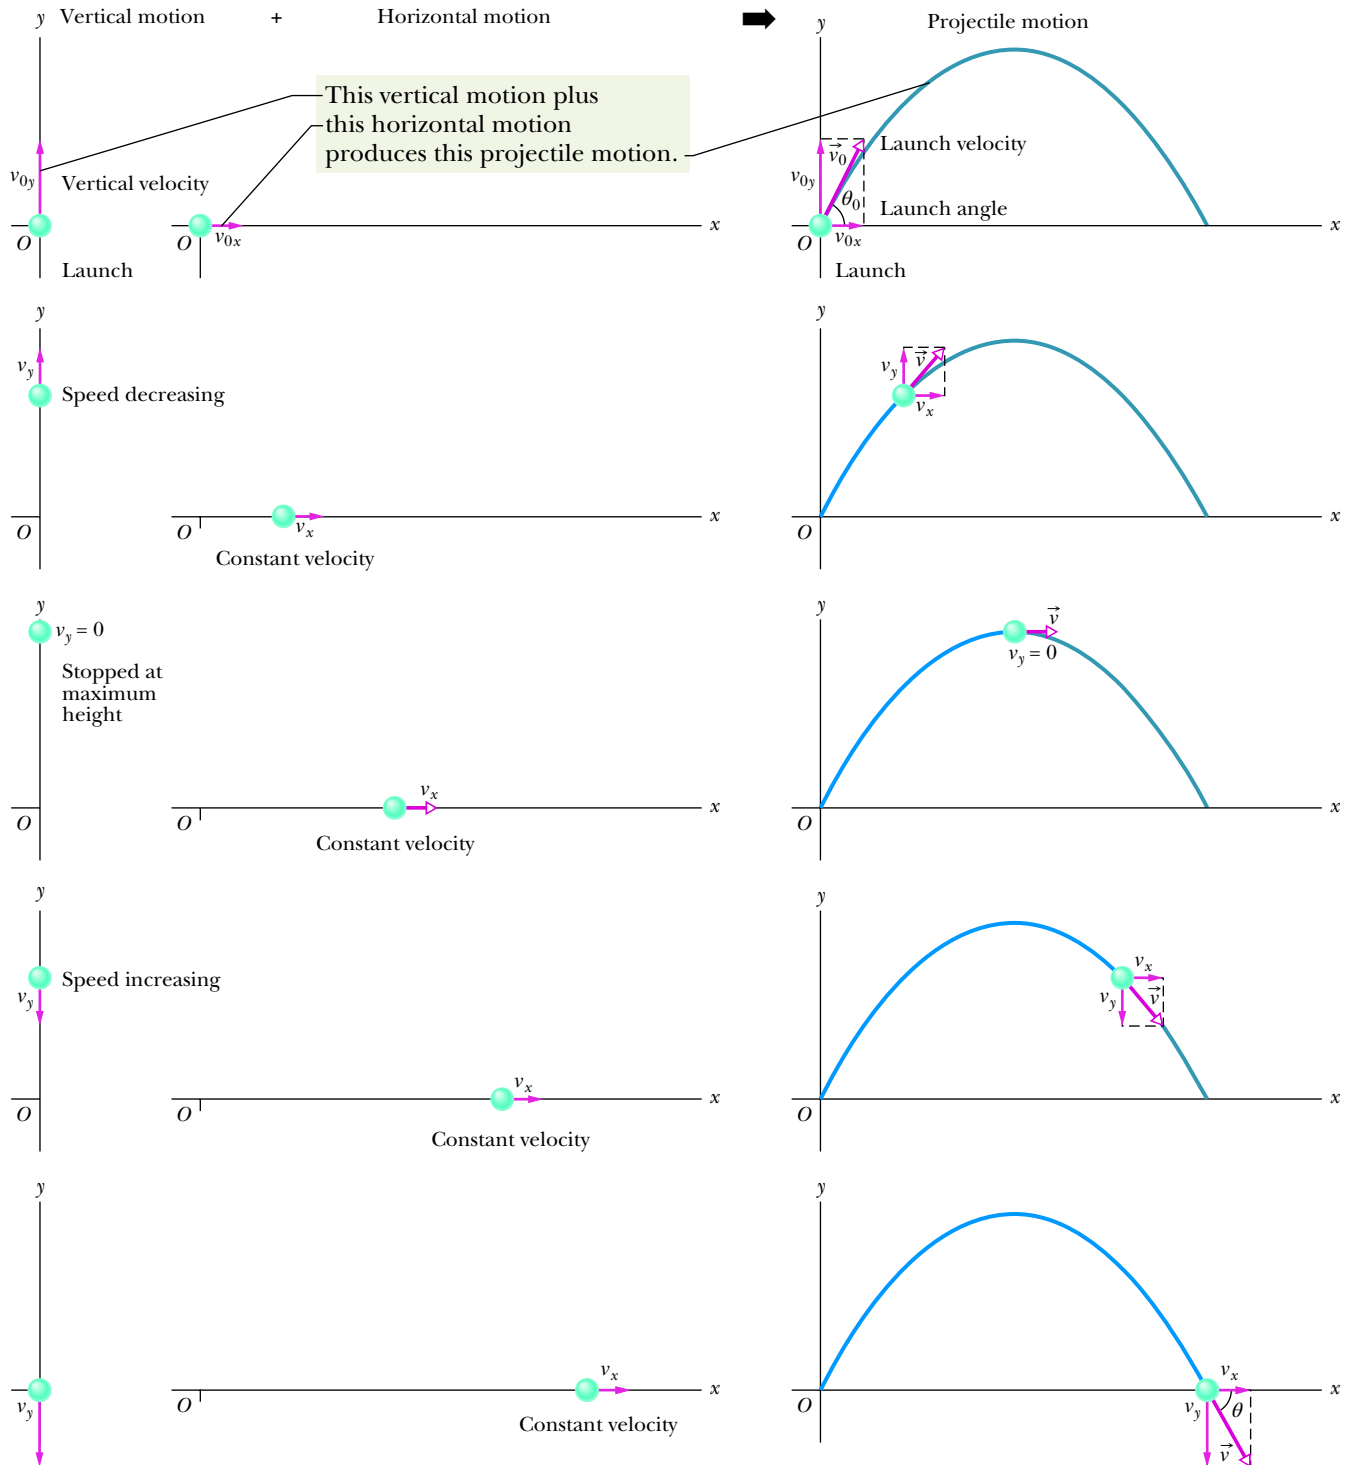 y Vertical motion + Horizontal motion
y Projectile motion
This vertical motion plus
this horizontal motion
produces this projectile motion.
v0y
Vertical velocity
O
Launch
O
v0x
x
v0y
v⃗0
Launch velocity
θ0
Launch angle
O
v0x
x
Launch
y
vy
Speed decreasing
O
O
vx
x
Constant velocity
y
vy
v⃗
vx
O
x
y
vy = 0
Stopped at
maximum
height
O
O
vx
x
Constant velocity
y
v⃗
vy = 0
O
x
y
Speed increasing
vy
O
O
vx
x
Constant velocity
y
vx
vy
v⃗
O
x
y
vy
O
vx
x
Constant velocity
y
O
vx
x
vy
θ
v⃗